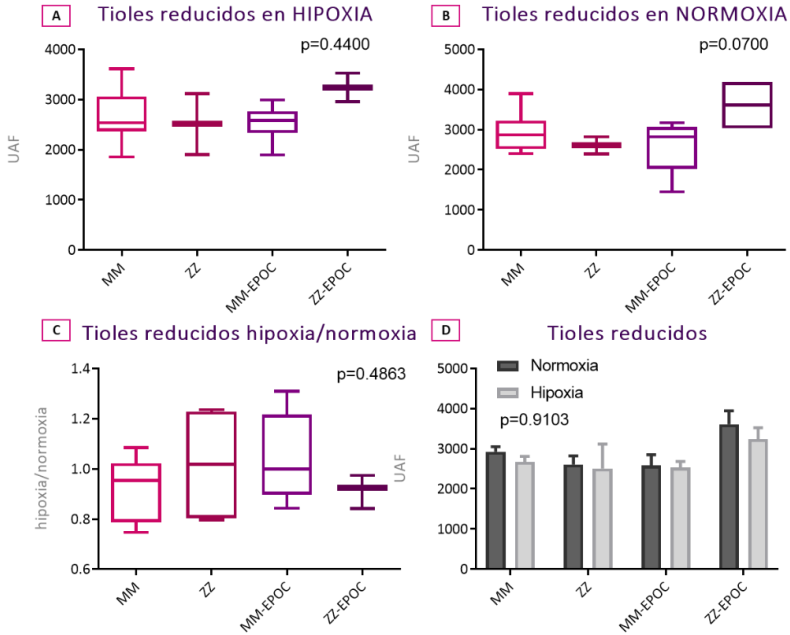 A Tioles reducidos en HIPOXIA
p=0.4400
4000
3000
2000
1000
0
UAF
MM
ZZ
MM-EPOC
ZZ-EPOC
B Tioles reducidos en NORMOXIA
p=0.0700
5000
4000
3000
2000
1000
0
UAF
MM
ZZ
MM-EPOC
ZZ-EPOC
C Tioles reducidos hipoxia/normoxia
p=0.4863
1.4
1.2
1.0
0.8
0.6
hipoxia/normoxia
MM
ZZ
MM-EPOC
ZZ-EPOC
D Tioles reducidos
Normoxia
Hipoxia
p=0.9103
5000
4000
3000
2000
1000
0
UAF
MM
ZZ
MM-EPOC
ZZ-EPOC